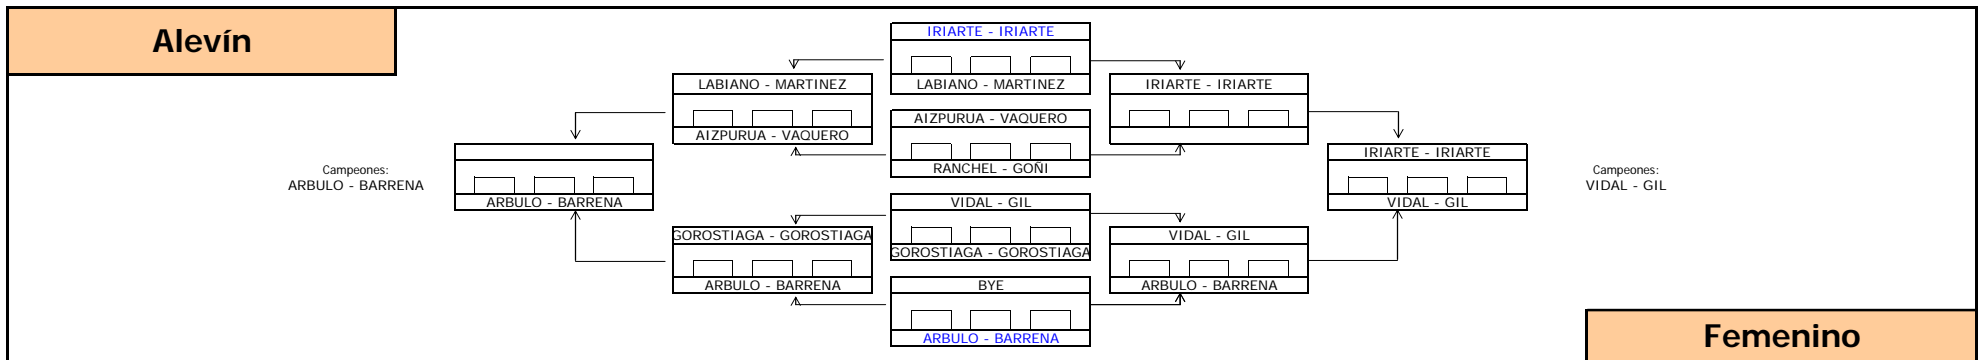 Alevín
IRIARTE - IRIARTE
LABIANO - MARTINEZ
LABIANO - MARTINEZ
IRIARTE - IRIARTE
AIZPURUA - VAQUERO
AIZPURUA - VAQUERO
RANCHEL - GOÑI
IRIARTE - IRIARTE
Campeones:
ARBULO - BARRENA
Campeones:
VIDAL - GIL
ARBULO - BARRENA
VIDAL - GIL
VIDAL - GIL
GOROSTIAGA - GOROSTIAGA
VIDAL - GIL
GOROSTIAGA - GOROSTIAGA
ARBULO - BARRENA
BYE
ARBULO - BARRENA
ARBULO - BARRENA
Femenino